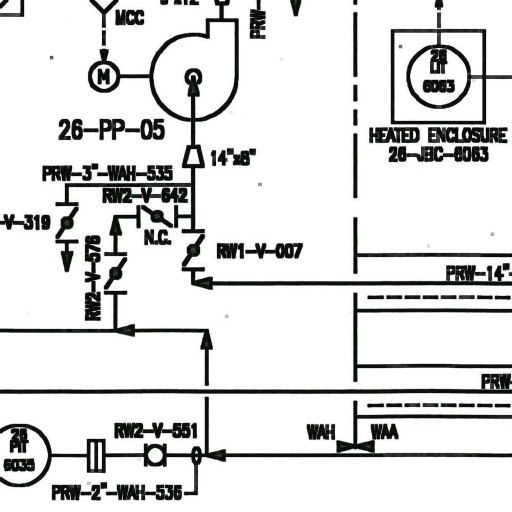 MCC
PRW-
M
26-PP-05
14"x8"
26
LIT
6063
HEATED ENCLOSURE
26-JBC-6063
PRW-3"-WAH-535
RW2-V-642
-V-319
N.C.
RW2-V-576
RW1-V-007
PRW-14"-
PRW-
WAH
WAA
RW2-V-551
26
PIT
6035
PRW-2"-WAH-536